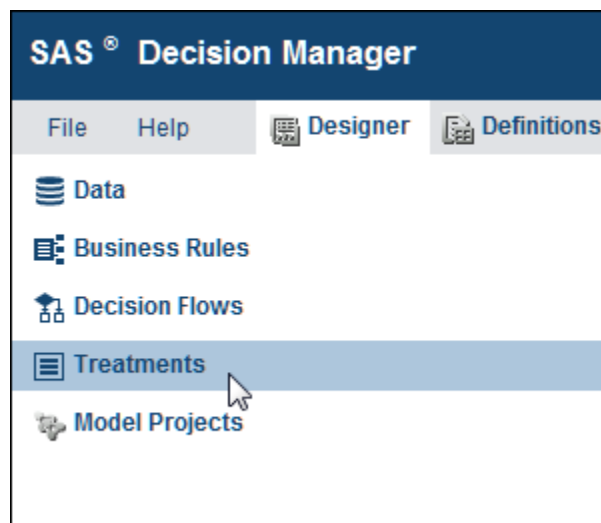 SAS ® Decision Manager
File Help Designer Definitions
Data
Business Rules
Decision Flows
Treatments
Model Projects